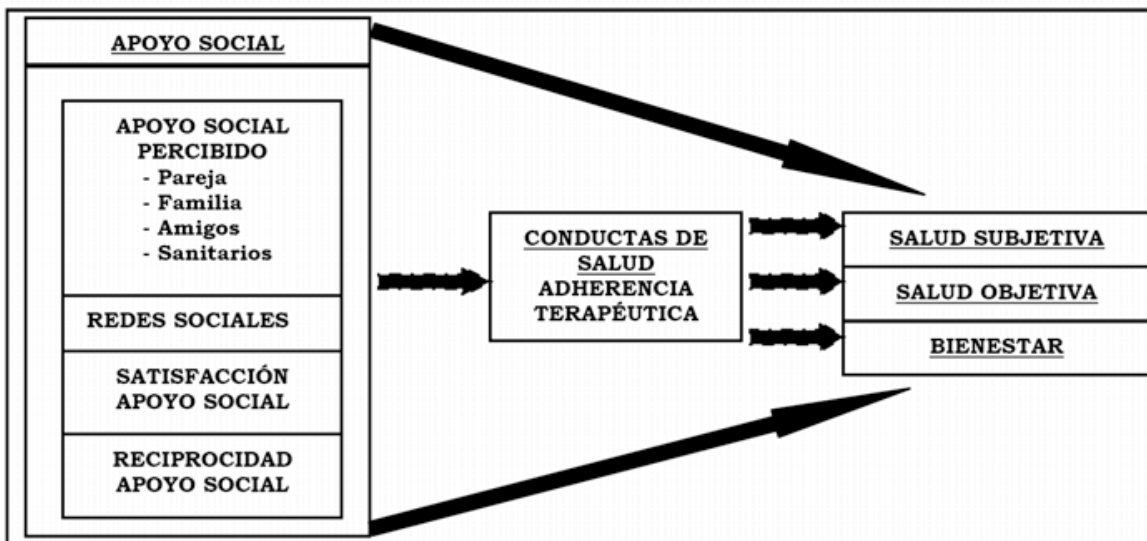 APOYO SOCIAL
APOYO SOCIAL
PERCIBIDO
- Pareja
- Familia
- Amigos
- Sanitarios
REDES SOCIALES
SATISFACCIÓN
APOYO SOCIAL
RECIPROCIDAD
APOYO SOCIAL
CONDUCTAS DE
SALUD
ADHERENCIA
TERAPÉUTICA
SALUD SUBJETIVA
SALUD OBJETIVA
BIENESTAR